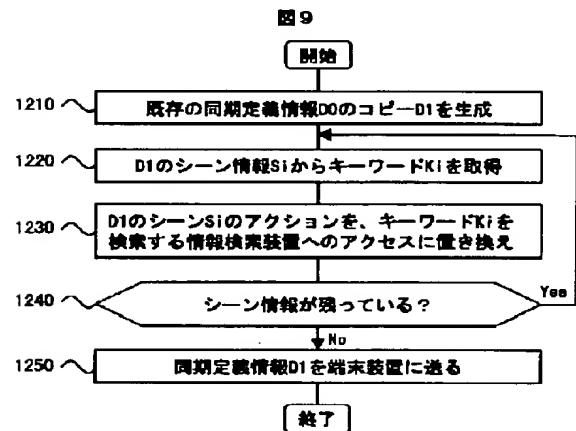 図9
開始
1210
既存の同期定義情報D0のコピーD1を生成
1220
D1のシーン情報SiからキーワードKiを取得
1230
D1のシーンSiのアクションを、キーワードKiを
検索する情報検索装置へのアクセスに置き換え
1240
シーン情報が残っている？
Yes
No
1250
同期定義情報D1を端末装置に送る
終了